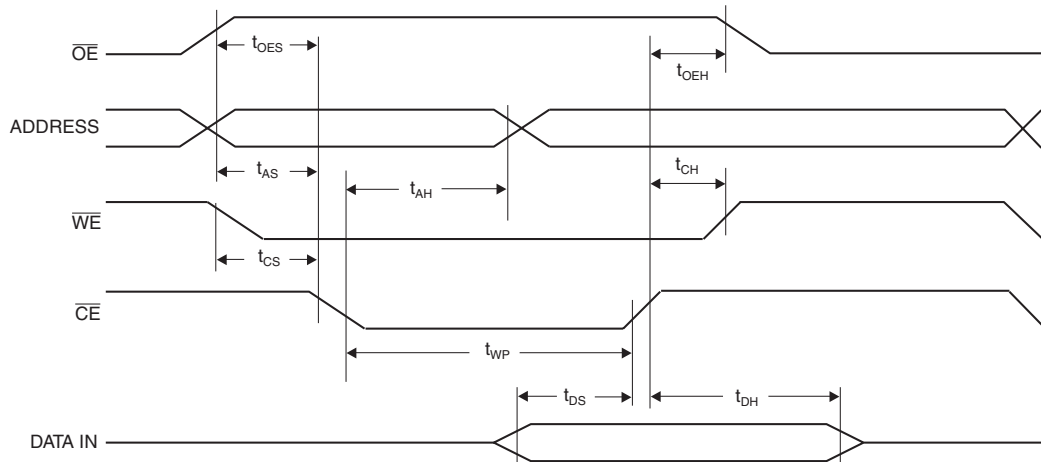 OE
tOES
tOEH
ADDRESS
tAS
tAH
tCH
WE
tCS
CE
tWP
tDS
tDH
DATA IN